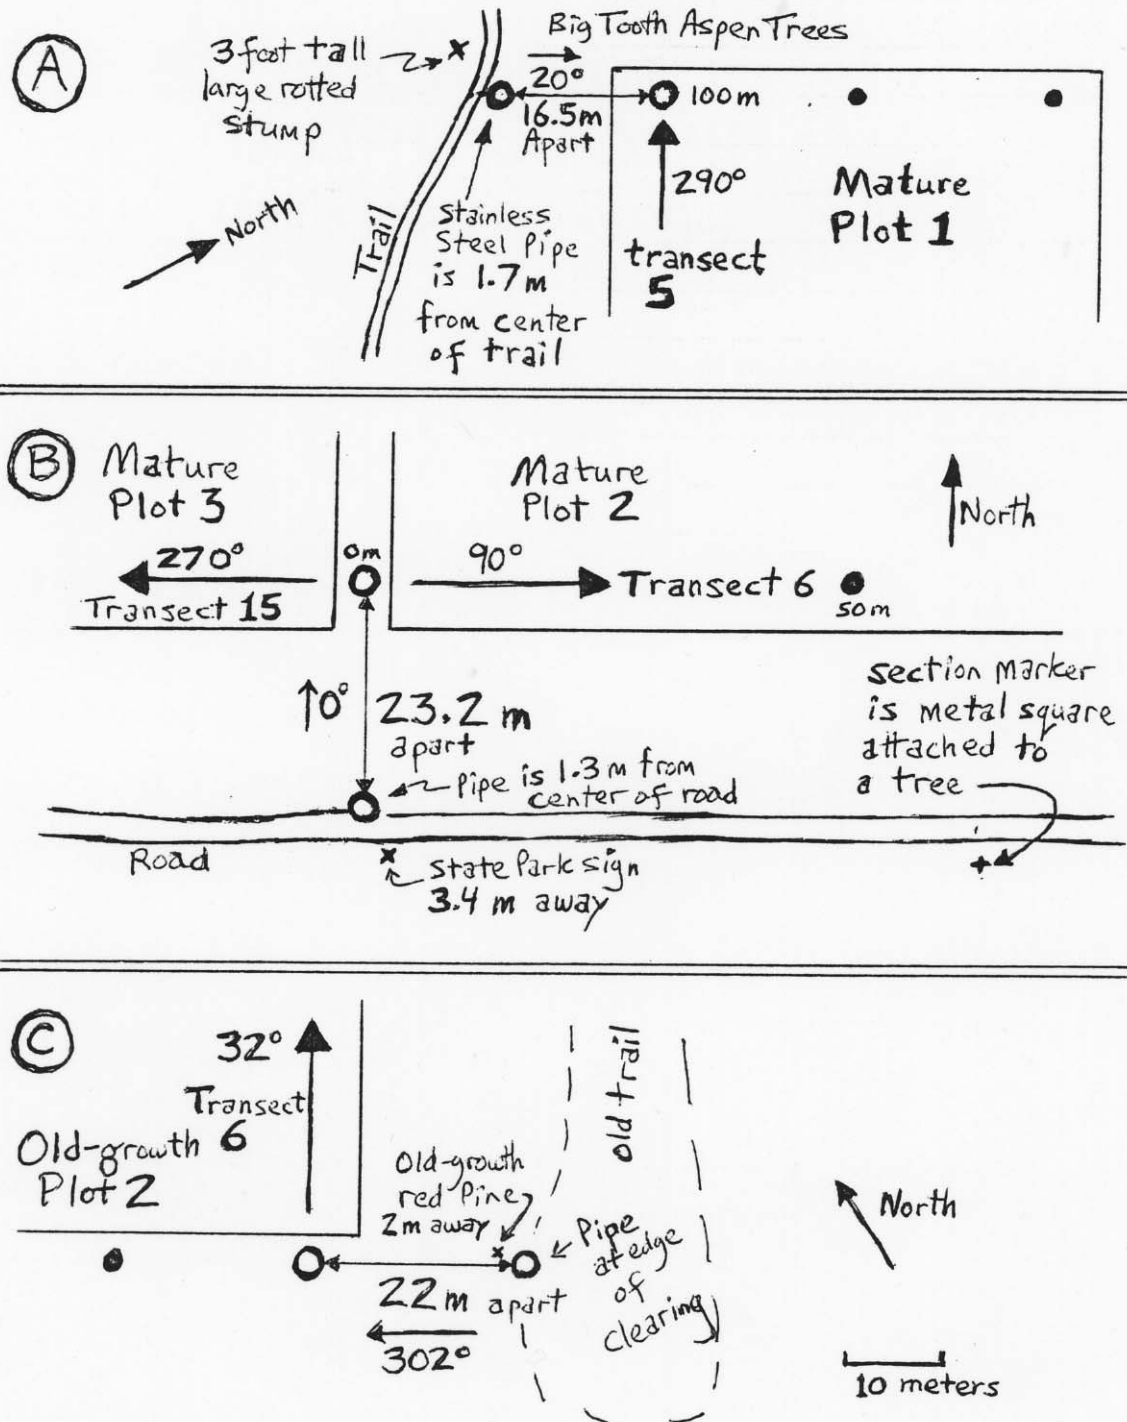 A
3 foot tall
large rotted
stump
Big Tooth Aspen Trees
20°
16.5m
Apart
100m
North
Trail
Stainless
Steel Pipe
is 1.7m
from center
of trail
290°
transect
5
Mature
Plot 1
B
Mature
Plot 3
Mature
Plot 2
North
270°
Transect 15
0m
90°
Transect 6
50m
0°
23.2 m
apart
Pipe is 1.3 m from
center of road
section marker
is metal square
attached to
a tree
Road
State Park sign
3.4 m away
C
32°
Transect
6
Old-growth
Plot 2
Old-growth
red Pine
2m away
Old trail
Pipe
at edge
of
clearing
North
22m apart
302°
10 meters